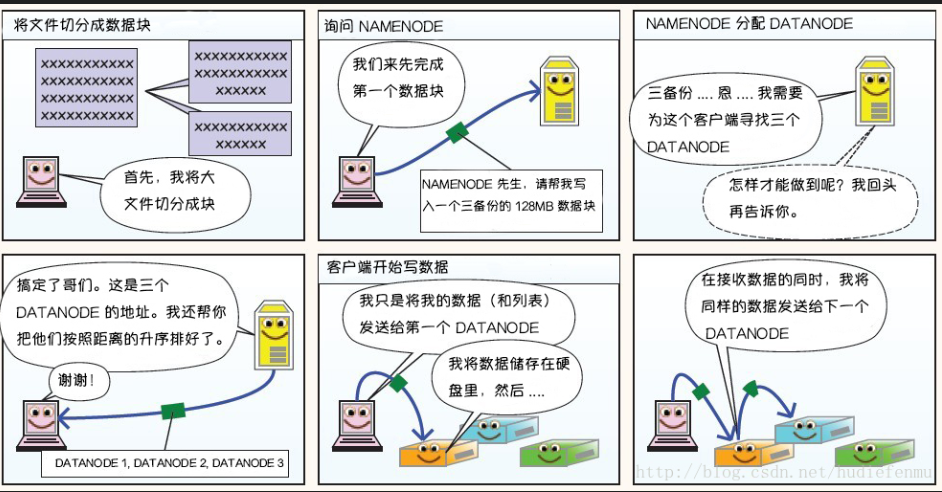 将文件切分成数据块
XXXXXXXXXXX
XXXXXXXXXXX
XXXXXXXXXXX
XXXXXXXXXXX
XXXXXXXXXXX
XXXXXXXXXXX
XXXXXX
XXXXXXXXXXX
XXXXXX
首先，我将大
文件切分成块
询问 NAMENODE
我们来先完成
第一个数据块
NAMENODE 先生，请帮我写
入一个三备份的 128MB 数据块
NAMENODE 分配 DATANODE
三备份 .... 恩 .... 我需要
为这个客户端寻找三个
DATANODE
怎样才能做到呢？我回头
再告诉你。
搞定了哥们。这是三个
DATANODE 的地址。我还帮你
把他们按照距离的升序排好了。
谢谢！
DATANODE 1, DATANODE 2, DATANODE 3
客户端开始写数据
我只是将我的数据（和列表）
发送给第一个 DATANODE
我将数据储存在硬
盘里，然后 ....
在接收数据的同时，我将
同样的数据发送给下一个
DATANODE
http://blog.csdn.net/hudiefenmu